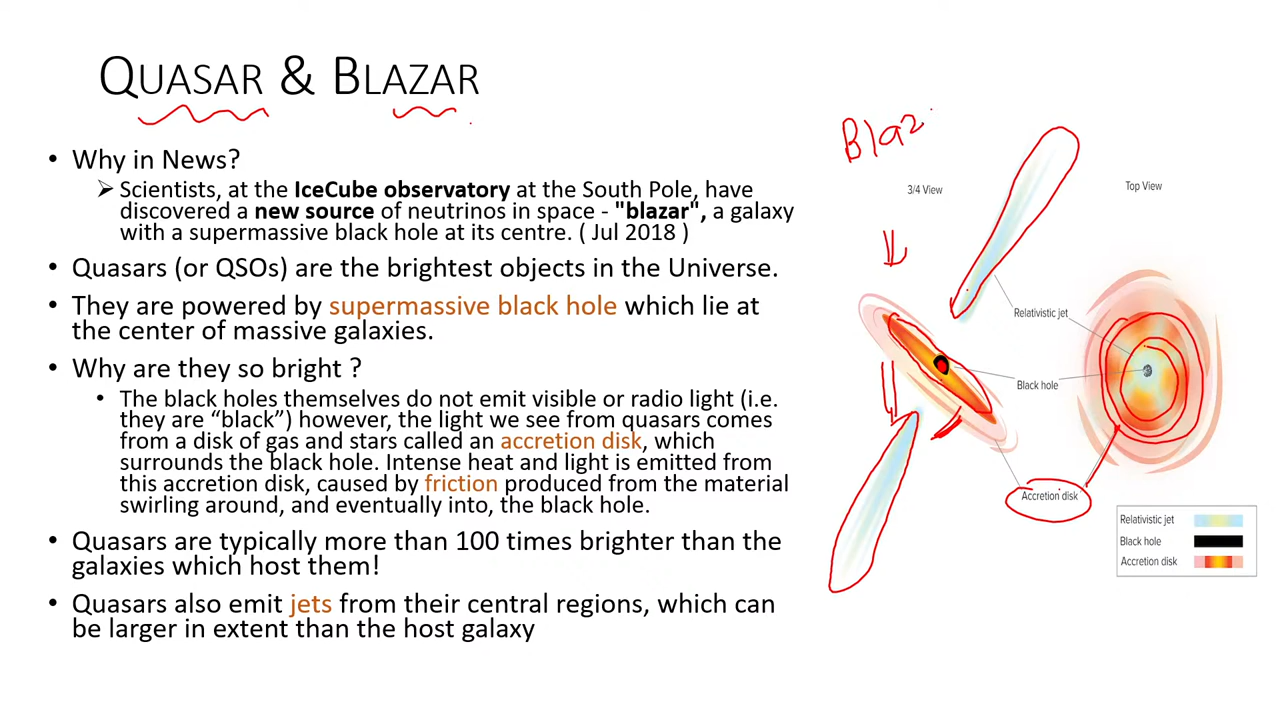 QUASAR & BLAZAR
• Why in News?
➢ Scientists, at the IceCube observatory at the South Pole, have
discovered a new source of neutrinos in space - "blazar", a galaxy
with a supermassive black hole at its centre. ( Jul 2018 )
• Quasars (or QSOs) are the brightest objects in the Universe.
• They are powered by supermassive black hole which lie at
the center of massive galaxies.
• Why are they so bright ?
• The black holes themselves do not emit visible or radio light (i.e.
they are “black”) however, the light we see from quasars comes
from a disk of gas and stars called an accretion disk, which
surrounds the black hole. Intense heat and light is emitted from
this accretion disk, caused by friction produced from the material
swirling around, and eventually into, the black hole.
• Quasars are typically more than 100 times brighter than the
galaxies which host them!
• Quasars also emit jets from their central regions, which can
be larger in extent than the host galaxy
Blaz
3/4 View
Top View
Relativistic jet
Black hole
Accretion disk
Relativistic jet
Black hole
Accretion disk